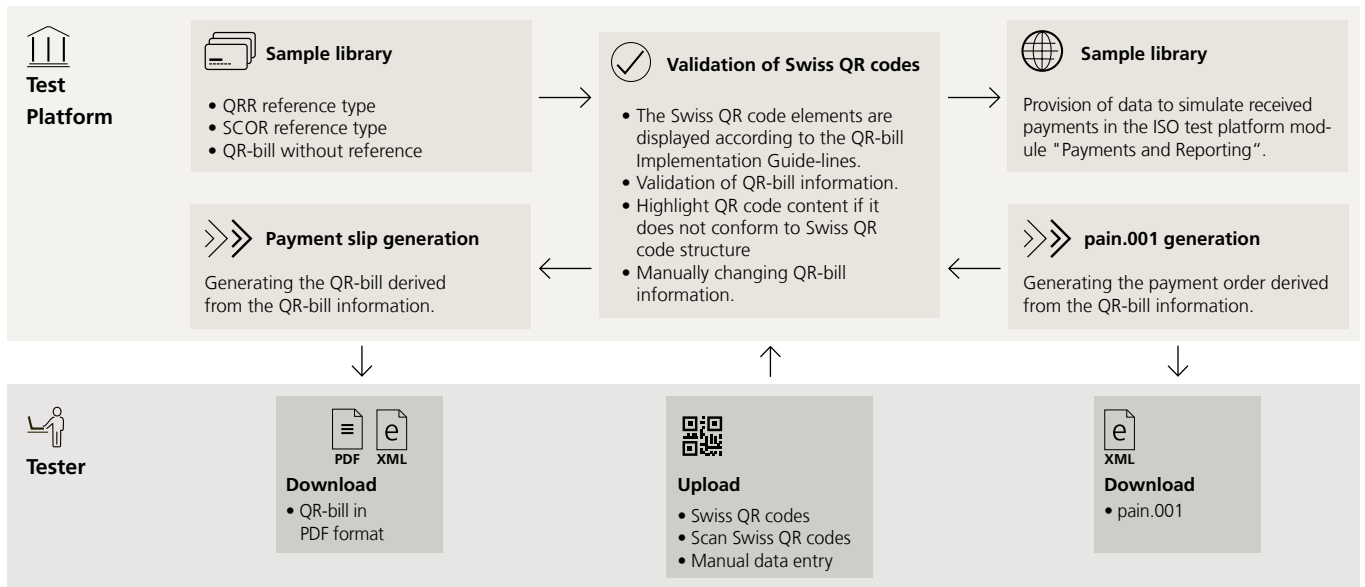 Test
Platform
Sample library
• QRR reference type
• SCOR reference type
• QR-bill without reference
Validation of Swiss QR codes
• The Swiss QR code elements are
displayed according to the QR-bill
Implementation Guide-lines.
• Validation of QR-bill information.
• Highlight QR code content if it
does not conform to Swiss QR
code structure
• Manually changing QR-bill
information.
Sample library
Provision of data to simulate received
payments in the ISO test platform mod-
ule "Payments and Reporting“.
Payment slip generation
Generating the QR-bill derived
from the QR-bill information.
pain.001 generation
Generating the payment order derived
from the QR-bill information.
Tester
PDF XML
Download
• QR-bill in
PDF format
Upload
• Swiss QR codes
• Scan Swiss QR codes
• Manual data entry
e
XML
Download
• pain.001